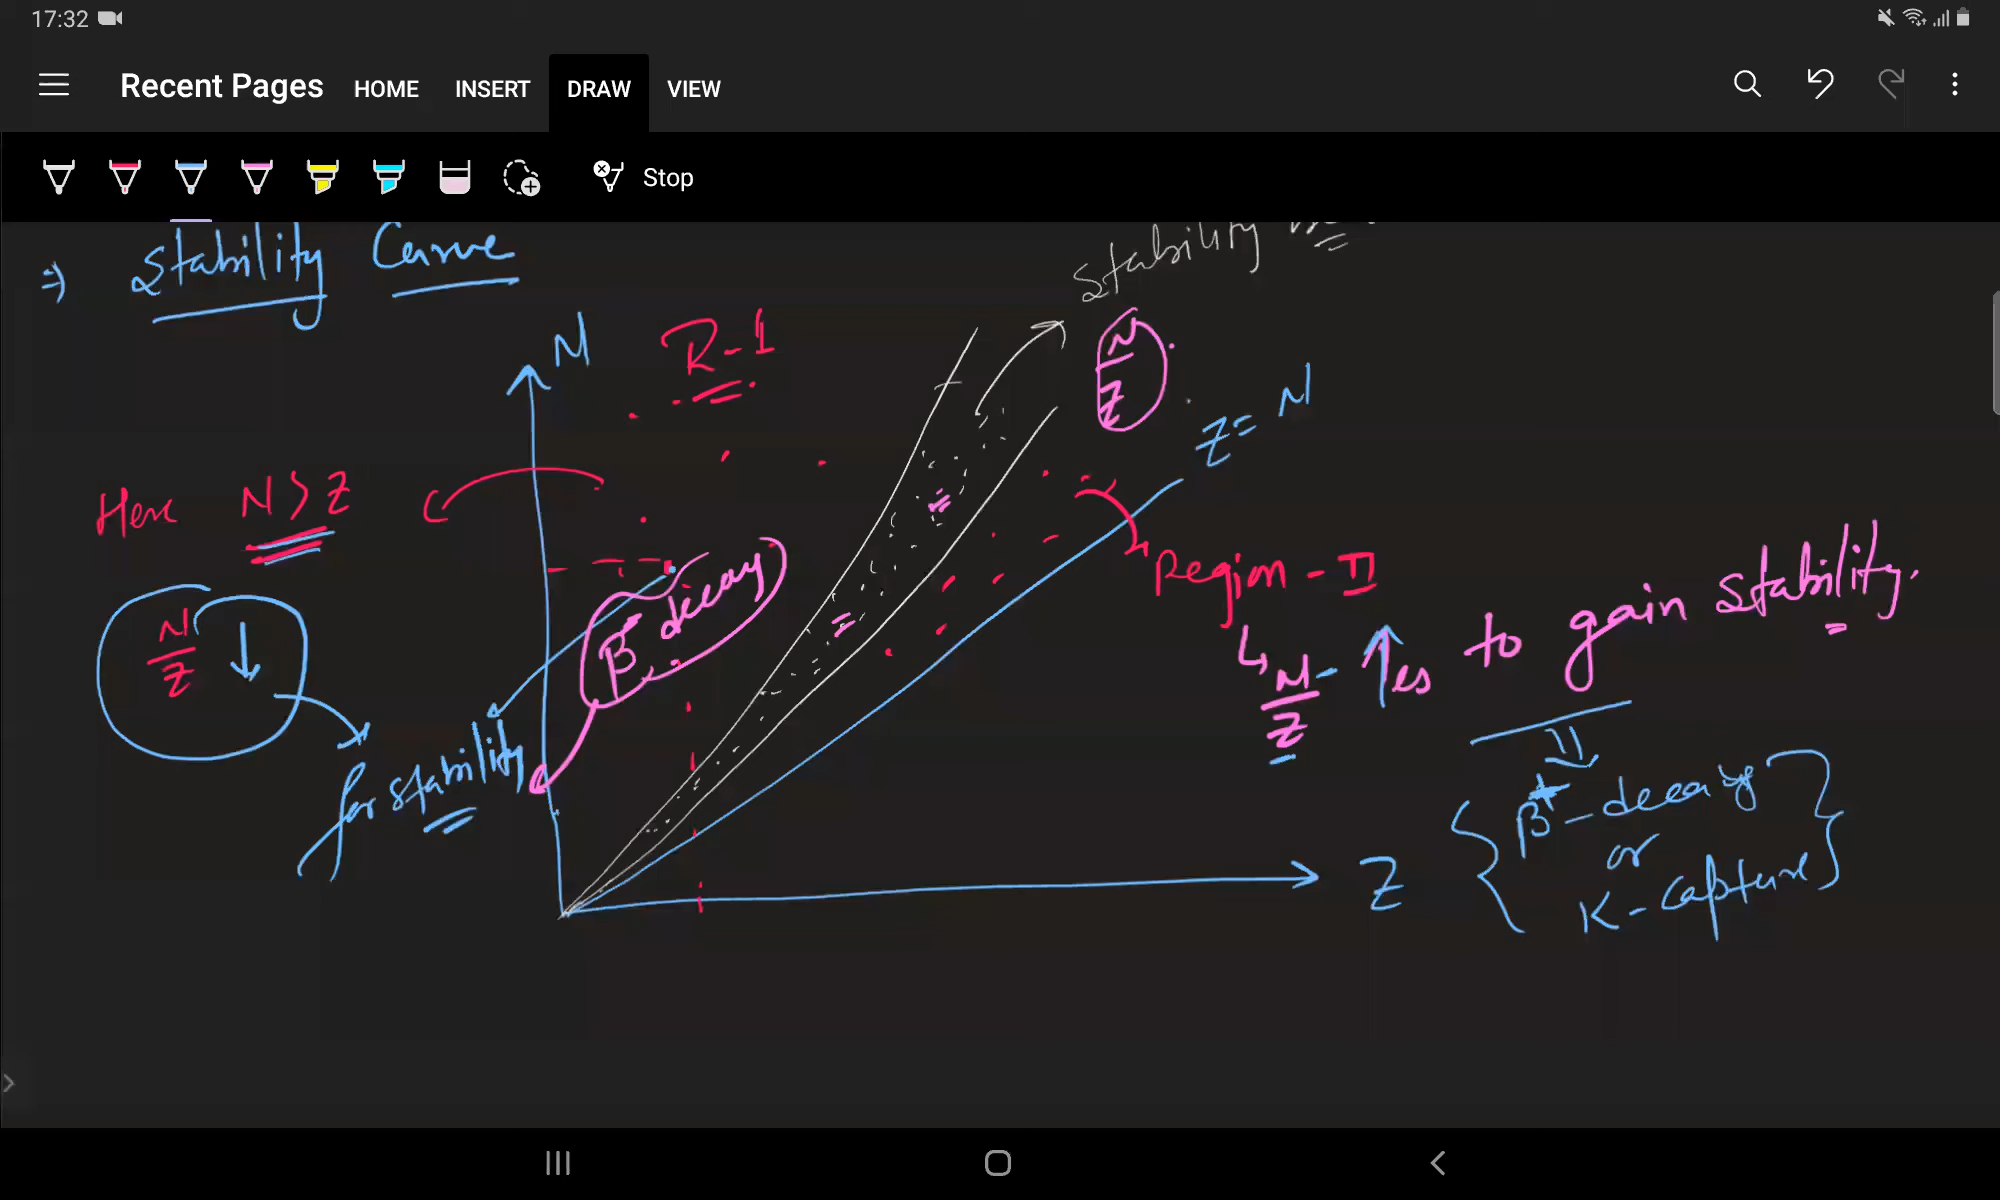 17:32
Recent Pages HOME INSERT DRAW VIEW
Stop
⇒ Stability Curve
Stability
N
R-1
N/Z
Z = N
Here N > Z
Region - II
N/Z ↓
β⁻ decay
↳ N/Z - ↑es to gain stability.
for stability
{ β⁺ - decay
or
K - Capture }
Z